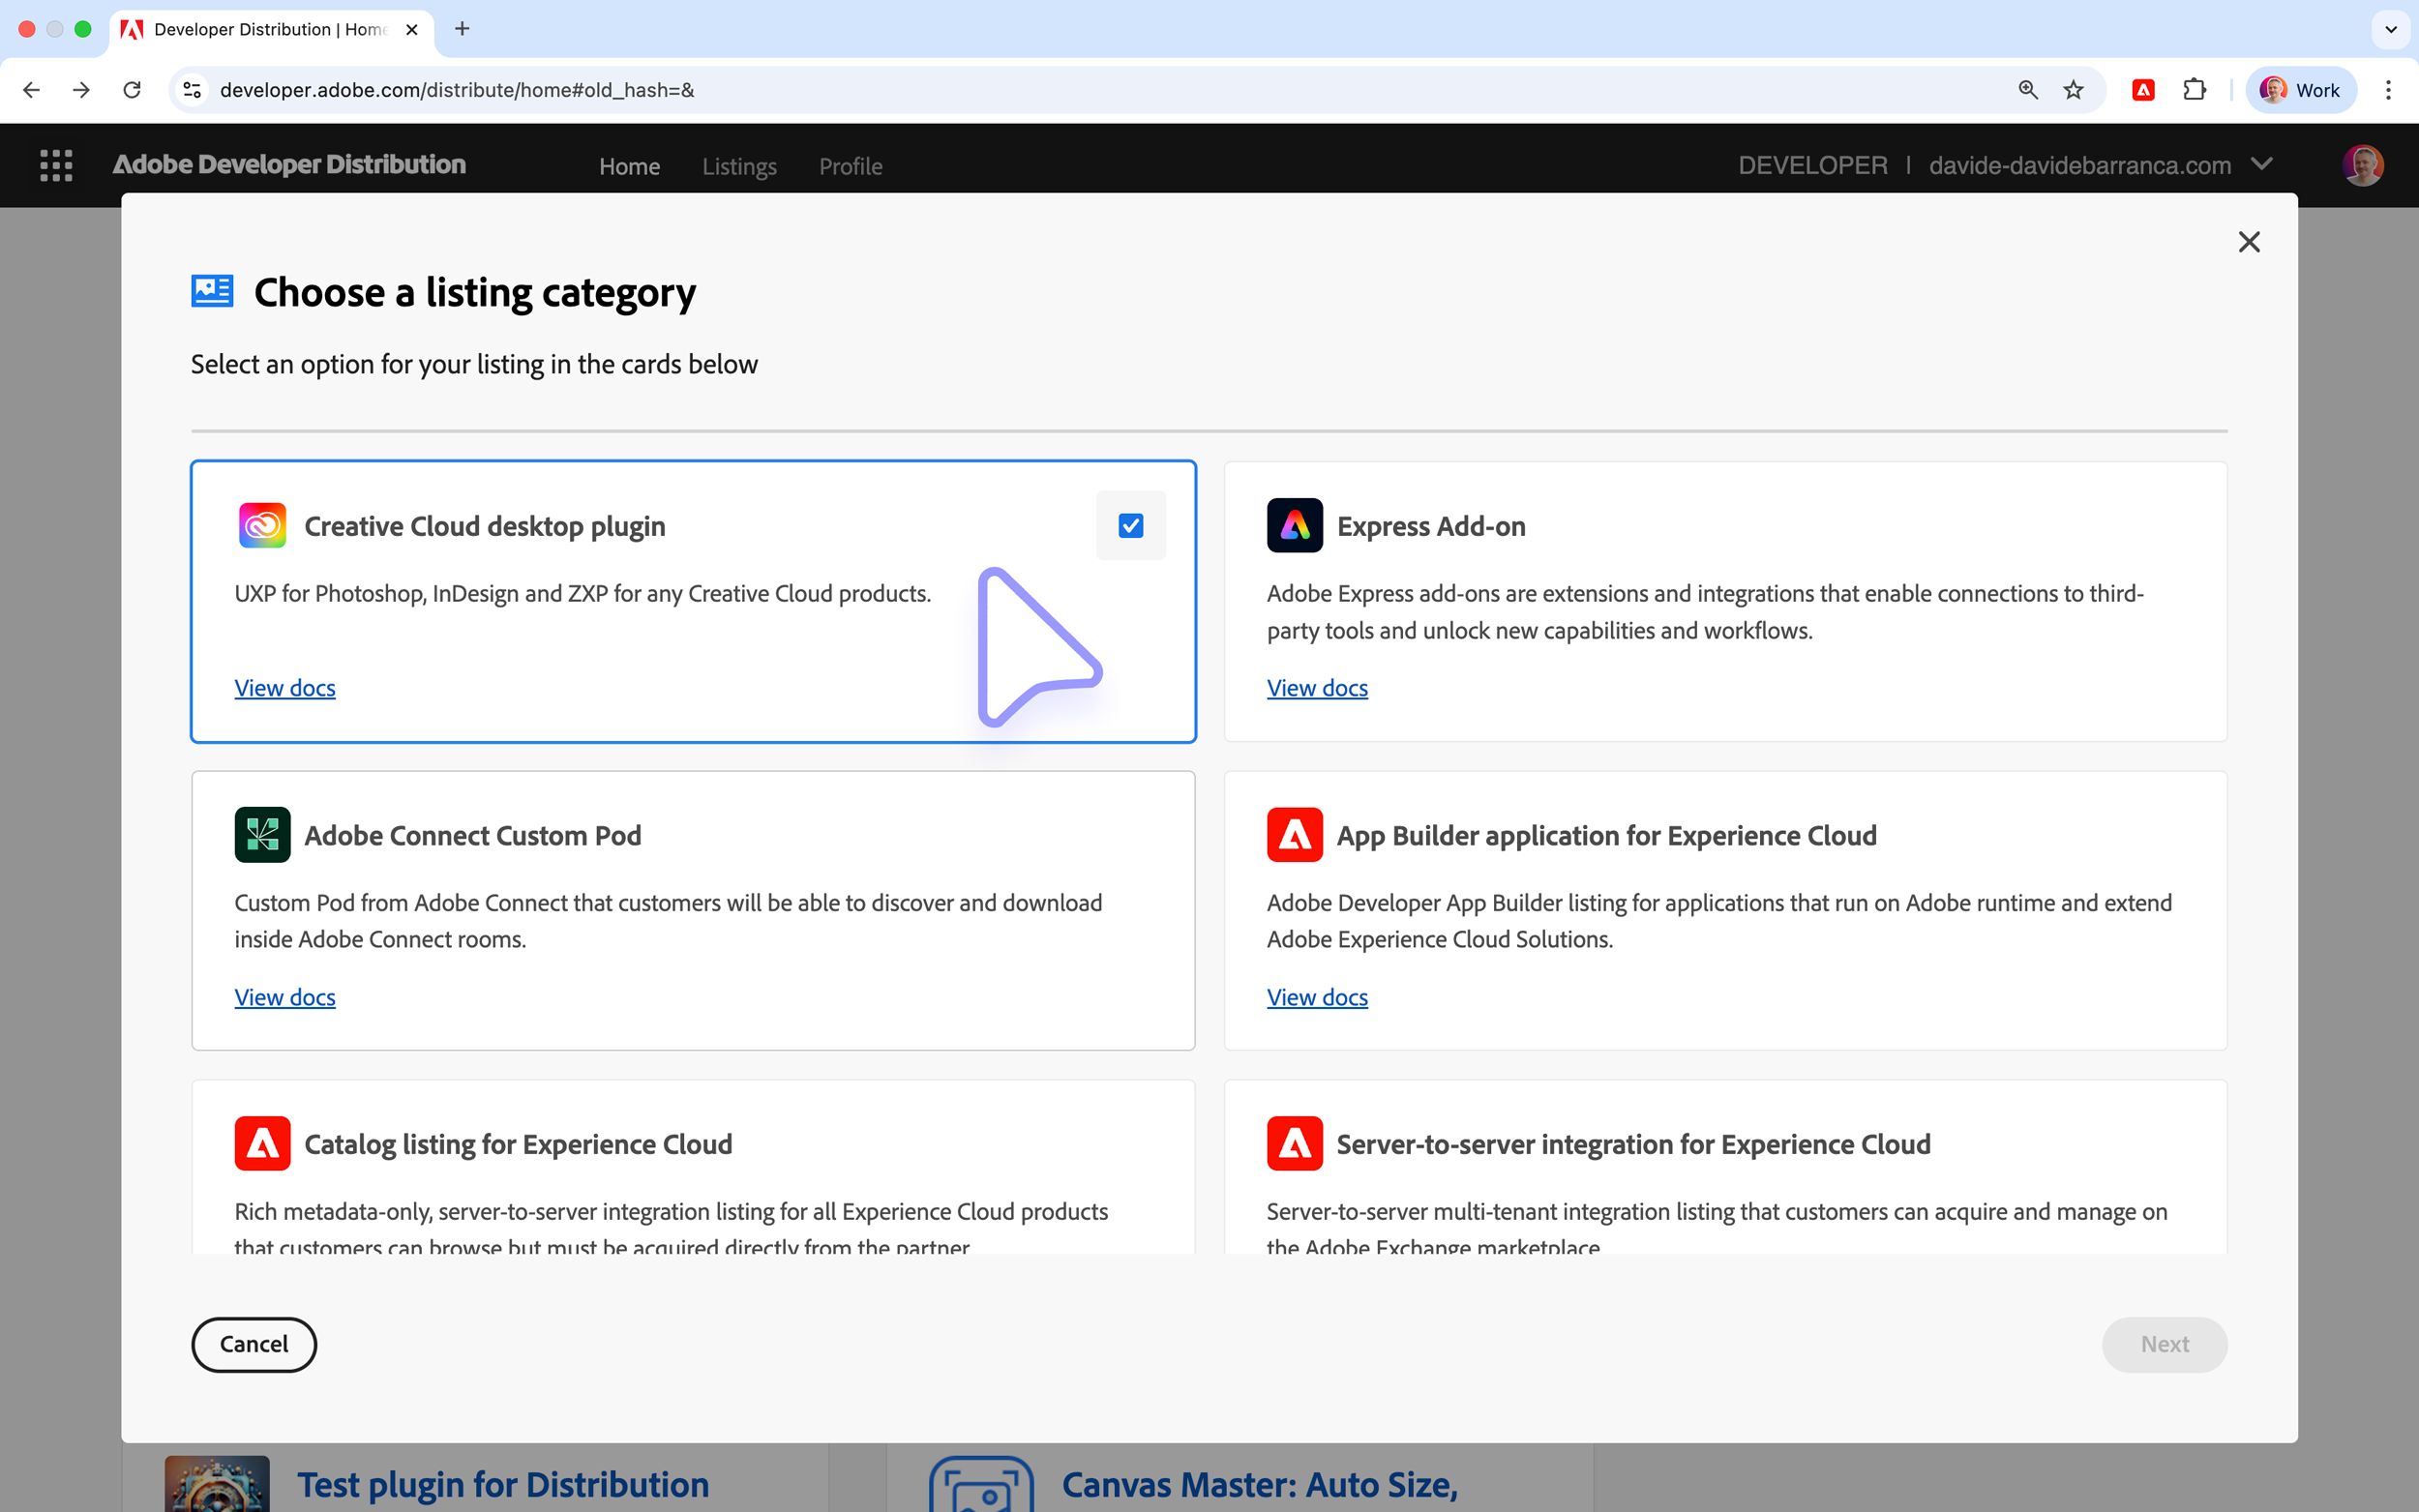 Developer Distribution | Home
developer.adobe.com/distribute/home#old_hash=&
Work
Adobe Developer Distribution
Home
Listings
Profile
DEVELOPER | davide-davidebarranca.com
Choose a listing category
Select an option for your listing in the cards below
Creative Cloud desktop plugin
UXP for Photoshop, InDesign and ZXP for any Creative Cloud products.
View docs
Express Add-on
Adobe Express add-ons are extensions and integrations that enable connections to third-
party tools and unlock new capabilities and workflows.
View docs
Adobe Connect Custom Pod
Custom Pod from Adobe Connect that customers will be able to discover and download
inside Adobe Connect rooms.
View docs
App Builder application for Experience Cloud
Adobe Developer App Builder listing for applications that run on Adobe runtime and extend
Adobe Experience Cloud Solutions.
View docs
Catalog listing for Experience Cloud
Rich metadata-only, server-to-server integration listing for all Experience Cloud products
that customers can browse but must be acquired directly from the partner
Server-to-server integration for Experience Cloud
Server-to-server multi-tenant integration listing that customers can acquire and manage on
the Adobe Exchange marketplace
Cancel
Next
Test plugin for Distribution
Canvas Master: Auto Size,